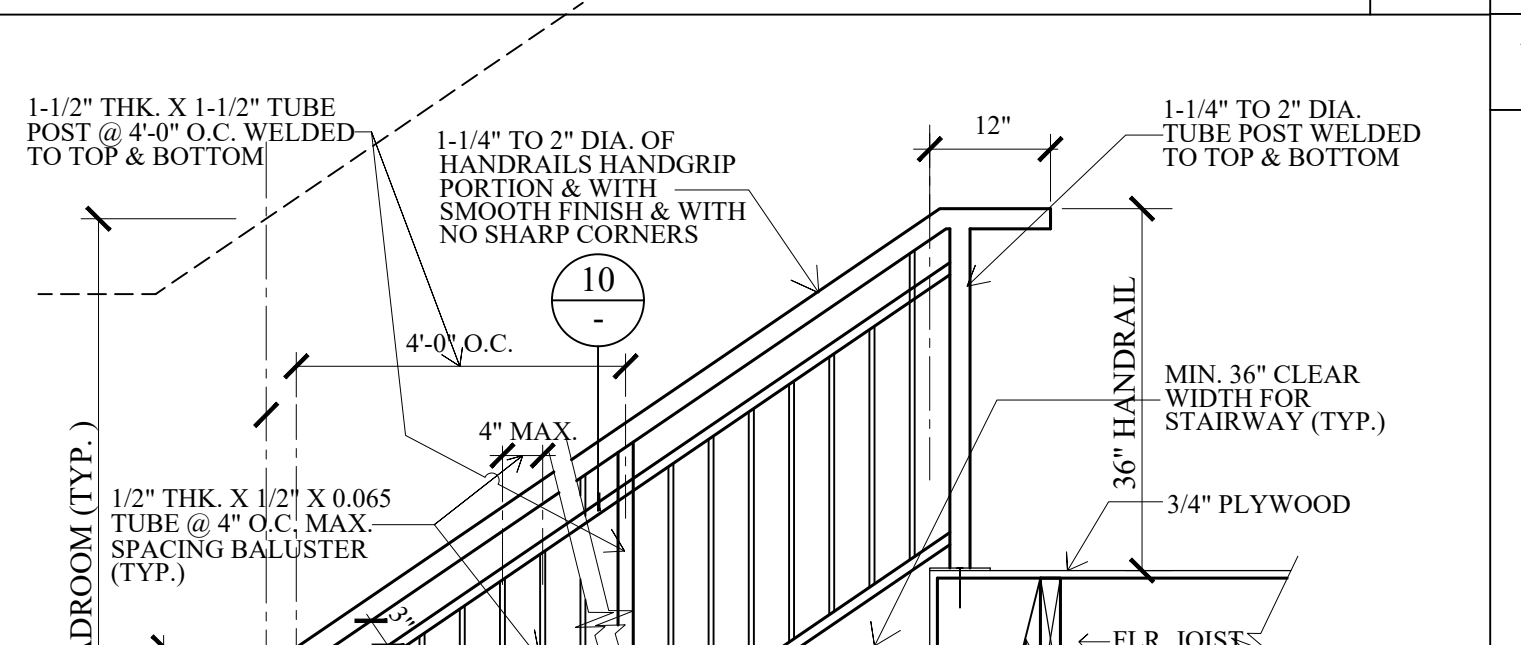 1-1/2" THK. X 1-1/2" TUBE
POST @ 4'-0" O.C. WELDED
TO TOP & BOTTOM
1-1/4" TO 2" DIA. OF
HANDRAILS HANDGRIP
PORTION & WITH
SMOOTH FINISH & WITH
NO SHARP CORNERS
12"
1-1/4" TO 2" DIA.
TUBE POST WELDED
TO TOP & BOTTOM
10
-
4'-0" O.C.
36" HANDRAIL
MIN. 36" CLEAR
WIDTH FOR
STAIRWAY (TYP.)
4" MAX.
1/2" THK. X 1/2" X 0.065
TUBE @ 4" O.C. MAX.
SPACING BALUSTER
(TYP.)
ADROOM (TYP. )
3/4" PLYWOOD
3"
FLR. JOIST